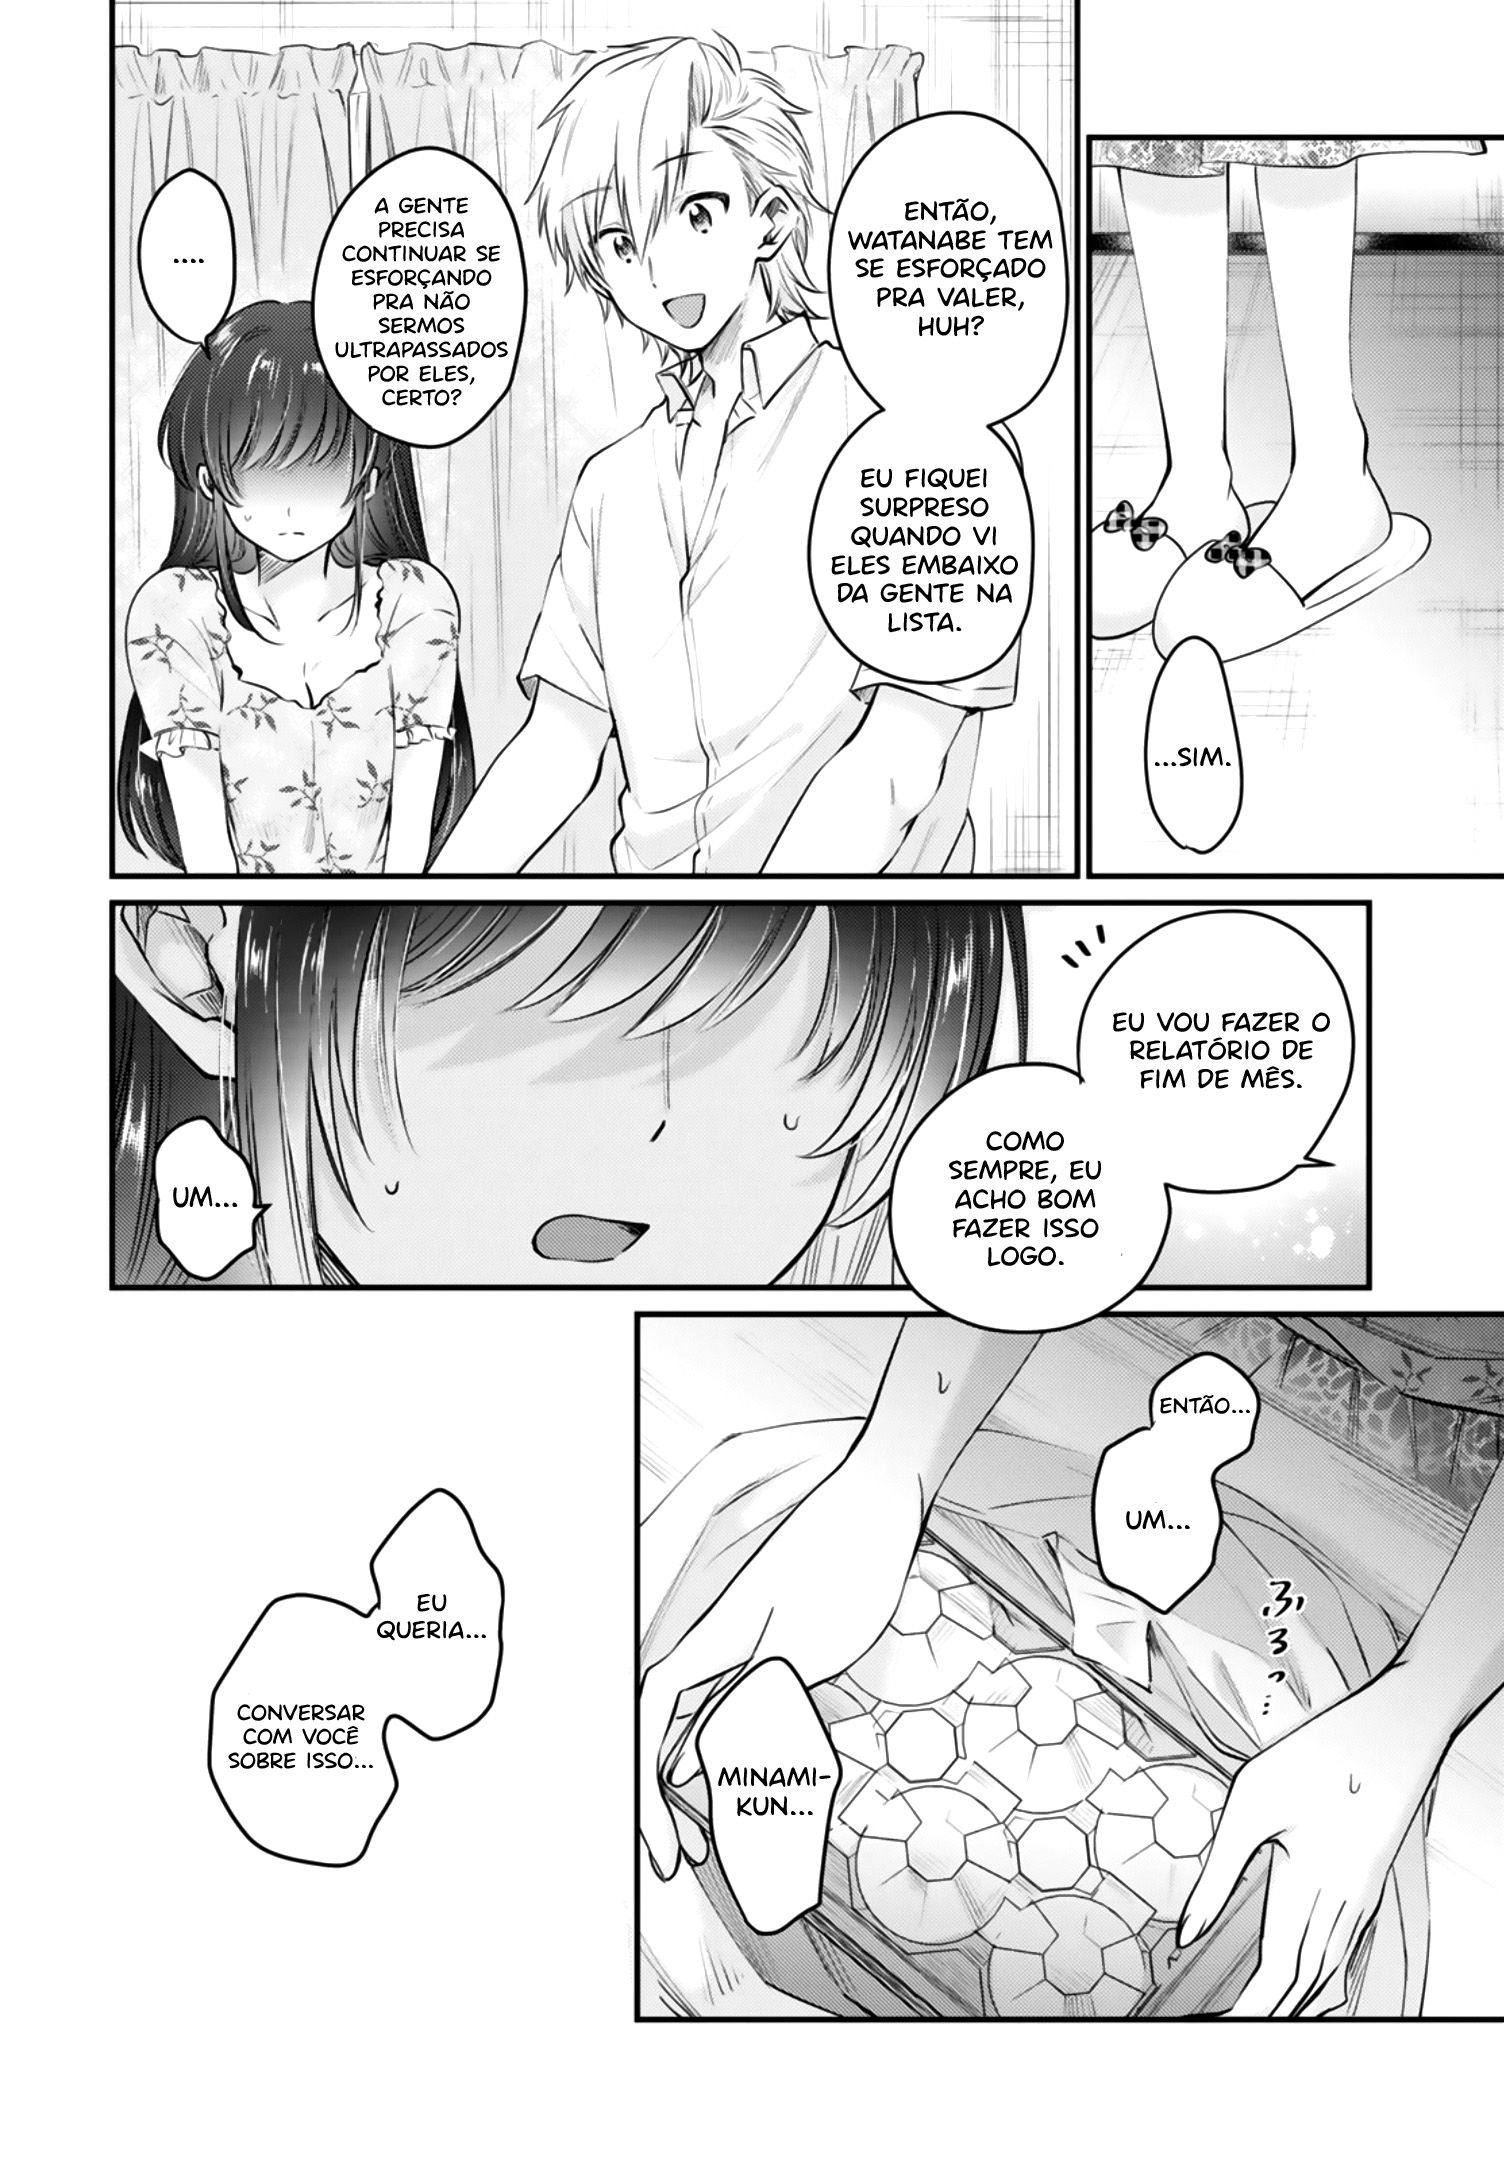 ...SIM.
ENTÃO,
WATANABE TEM
SE ESFORÇADO
PRA VALER,
HUH?
EU FIQUEI
SURPRESO
QUANDO VI
ELES EMBAIXO
DA GENTE NA
LISTA.
A GENTE
PRECISA
CONTINUAR SE
ESFORÇANDO
PRA NÃO
SERMOS
ULTRAPASSADOS
POR ELES,
CERTO?
....
EU VOU FAZER O
RELATÓRIO DE
FIM DE MÊS.
COMO
SEMPRE, EU
ACHO BOM
FAZER ISSO
LOGO.
UM...
ENTÃO...
UM...
ふるっ…
MINAMI-
KUN...
EU
QUERIA...
CONVERSAR
COM VOCÊ
SOBRE ISSO...